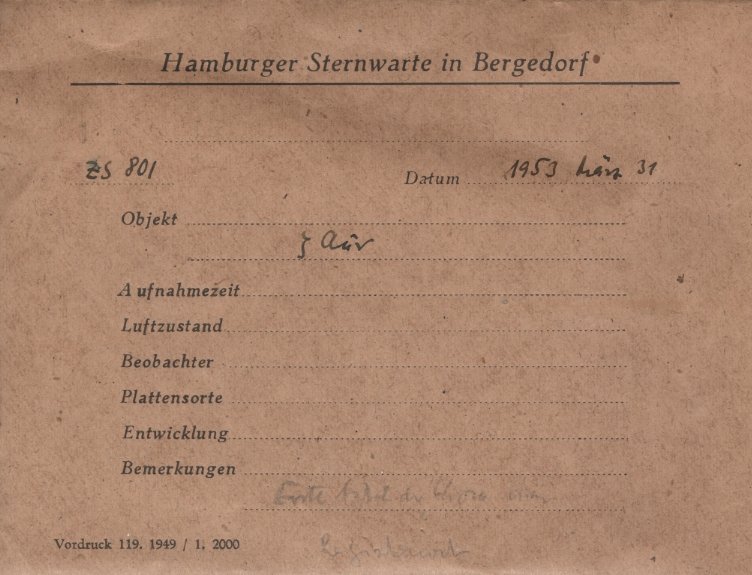 Hamburger Sternwarte in Bergedorf
ZS 801 Datum 1953 März 31
Objekt
ζ Aur
Aufnahmezeit
Luftzustand
Beobachter
Plattensorte
Entwicklung
Bemerkungen
Vordruck 119. 1949 / 1. 2000